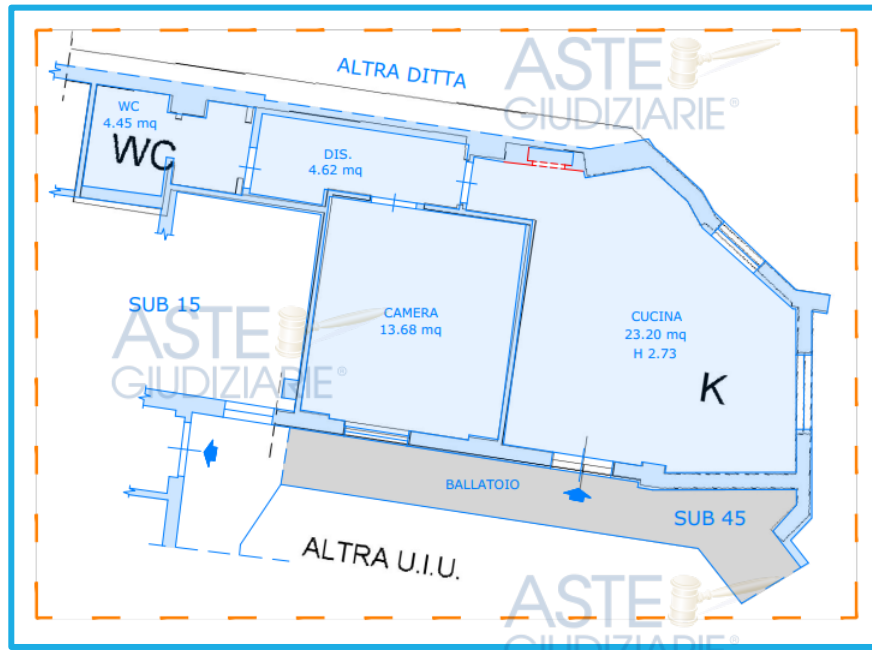 ALTRA DITTA
ASTE
GIUDIZIARIE®
WC
4.45 mq
WC
DIS.
4.62 mq
SUB 15
ASTE
GIUDIZIARIE®
CAMERA
13.68 mq
CUCINA
23.20 mq
H 2.73
K
BALLATOIO
SUB 45
ALTRA U.I.U.
ASTE
GIUDIZIARIE®